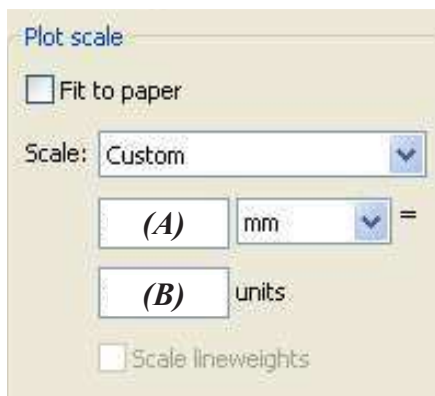 Plot scale
Fit to paper
Scale: Custom
(A) mm =
(B) units
Scale lineweights